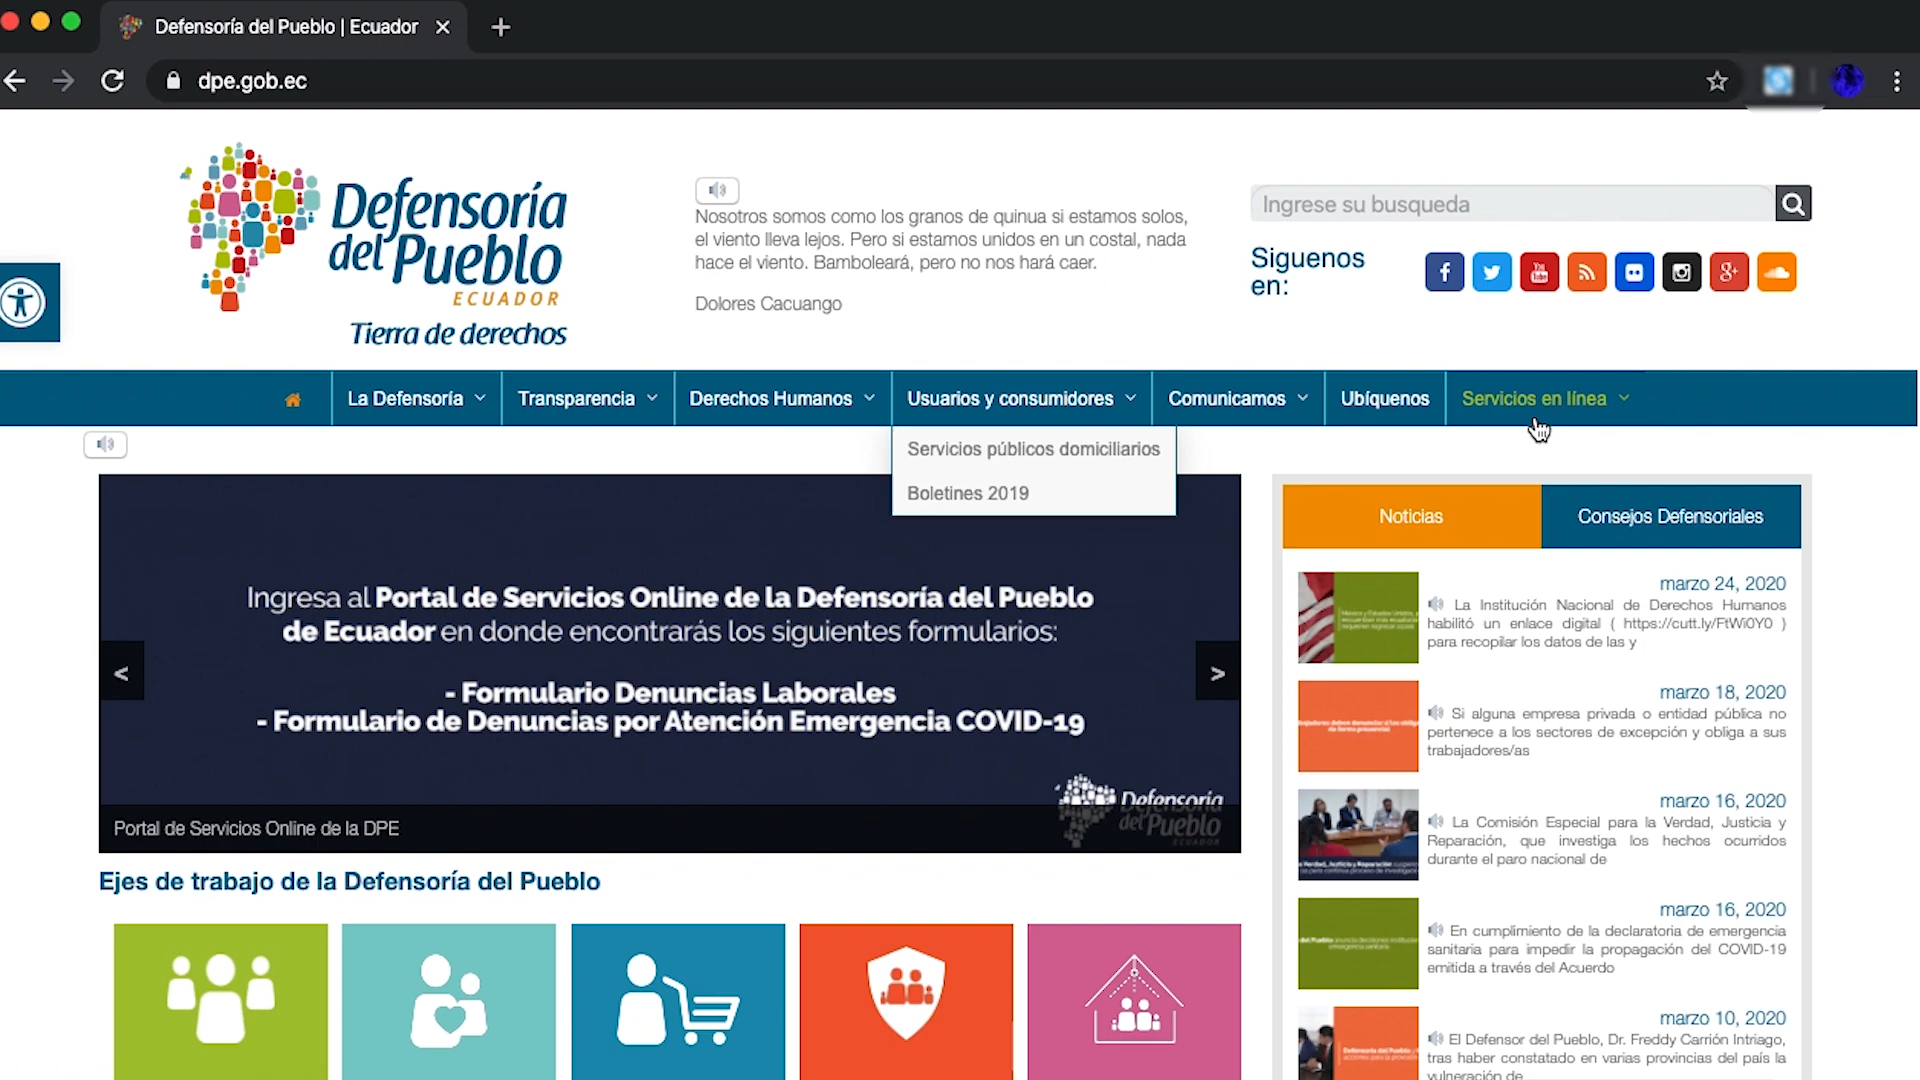 Defensoría del Pueblo | Ecuador
dpe.gob.ec
Defensoría
del Pueblo
ECUADOR
Tierra de derechos
Nosotros somos como los granos de quinua si estamos solos,
el viento lleva lejos. Pero si estamos unidos en un costal, nada
hace el viento. Bamboleará, pero no nos hará caer.
Dolores Cacuango
Ingrese su busqueda
Siguenos
en:
La Defensoría
Transparencia
Derechos Humanos
Usuarios y consumidores
Comunicamos
Ubíquenos
Servicios en línea
Servicios públicos domiciliarios
Boletines 2019
Ingresa al Portal de Servicios Online de la Defensoría del Pueblo
de Ecuador en donde encontrarás los siguientes formularios:
- Formulario Denuncias Laborales
- Formulario de Denuncias por Atención Emergencia COVID-19
<
>
Defensoría
del Pueblo
ECUADOR
Portal de Servicios Online de la DPE
Ejes de trabajo de la Defensoría del Pueblo
Noticias
Consejos Defensoriales
marzo 24, 2020
La Institución Nacional de Derechos Humanos
habilitó un enlace digital ( https://cutt.ly/FtWi0Y0 )
para recopilar los datos de las y
marzo 18, 2020
Si alguna empresa privada o entidad pública no
pertenece a los sectores de excepción y obliga a sus
trabajadores/as
marzo 16, 2020
La Comisión Especial para la Verdad, Justicia y
Reparación, que investiga los hechos ocurridos
durante el paro nacional de
marzo 16, 2020
En cumplimiento de la declaratoria de emergencia
sanitaria para impedir la propagación del COVID-19
emitida a través del Acuerdo
marzo 10, 2020
El Defensor del Pueblo, Dr. Freddy Carrión Intriago,
tras haber constatado en varias provincias del país la
vulneración de